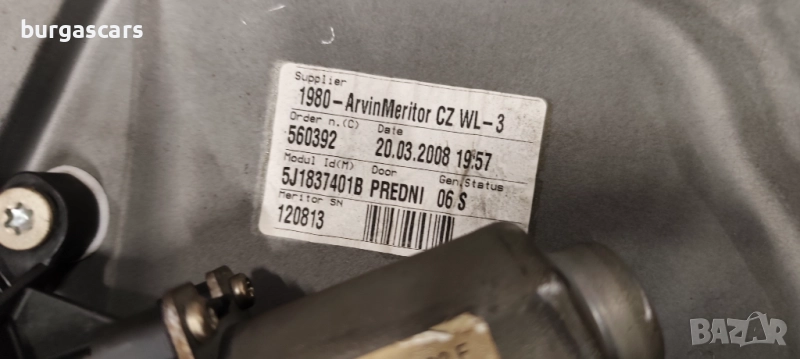 burgascars
Supplier
1980-ArvinMeritor CZ WL-3
Order n.(C) Date
560392 20.03.2008 19:57
Modul Id(M) Door Gen.Status
5J1837401B PREDNI 06 S
Meritor SN
120813
BAZAR